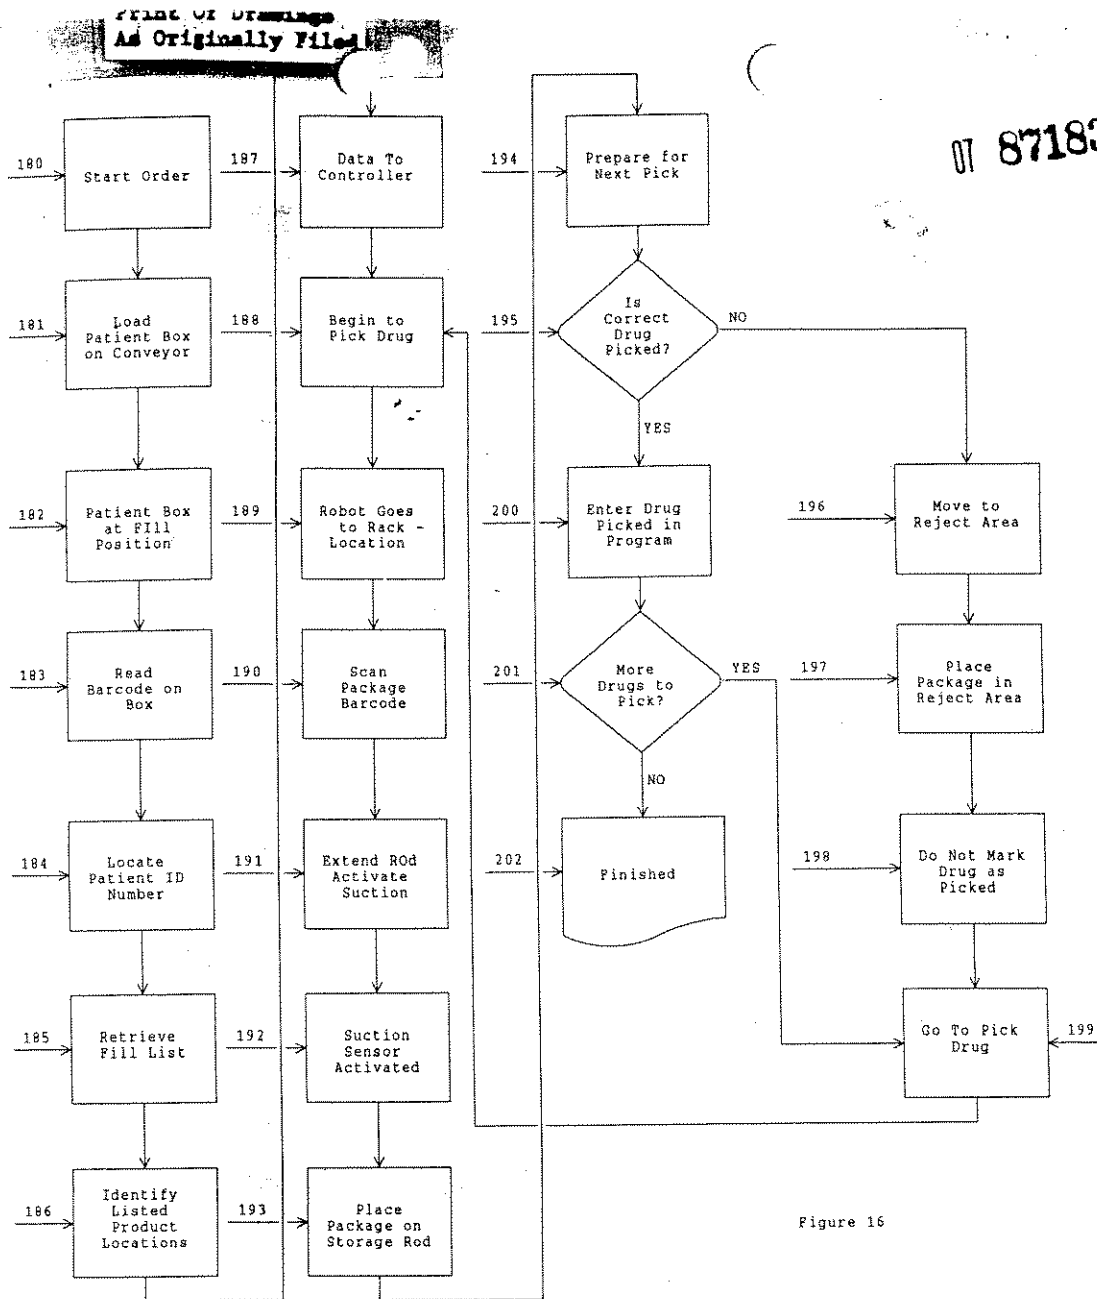 Print Of Drawings
As Originally Filed
07 87183
180
Start Order
181
Load
Patient Box
on Conveyor
182
Patient Box
at FIll
Position
183
Read
Barcode on
Box
184
Locate
Patient ID
Number
185
Retrieve
Fill List
186
Identify
Listed
Product
Locations
187
Data To
Controller
188
Begin to
Pick Drug
189
Robot Goes
to Rack -
Location
190
Scan
Package
Barcode
191
Extend ROd
Activate
Suction
192
Suction
Sensor
Activated
193
Place
Package on
Storage Rod
194
Prepare for
Next Pick
195
Is
Correct
Drug
Picked?
NO
YES
200
Enter Drug
Picked in
Program
201
More
Drugs to
Pick?
YES
NO
202
Finished
196
Move to
Reject Area
197
Place
Package in
Reject Area
198
Do Not Mark
Drug as
Picked
Go To Pick
Drug
199
Figure 16